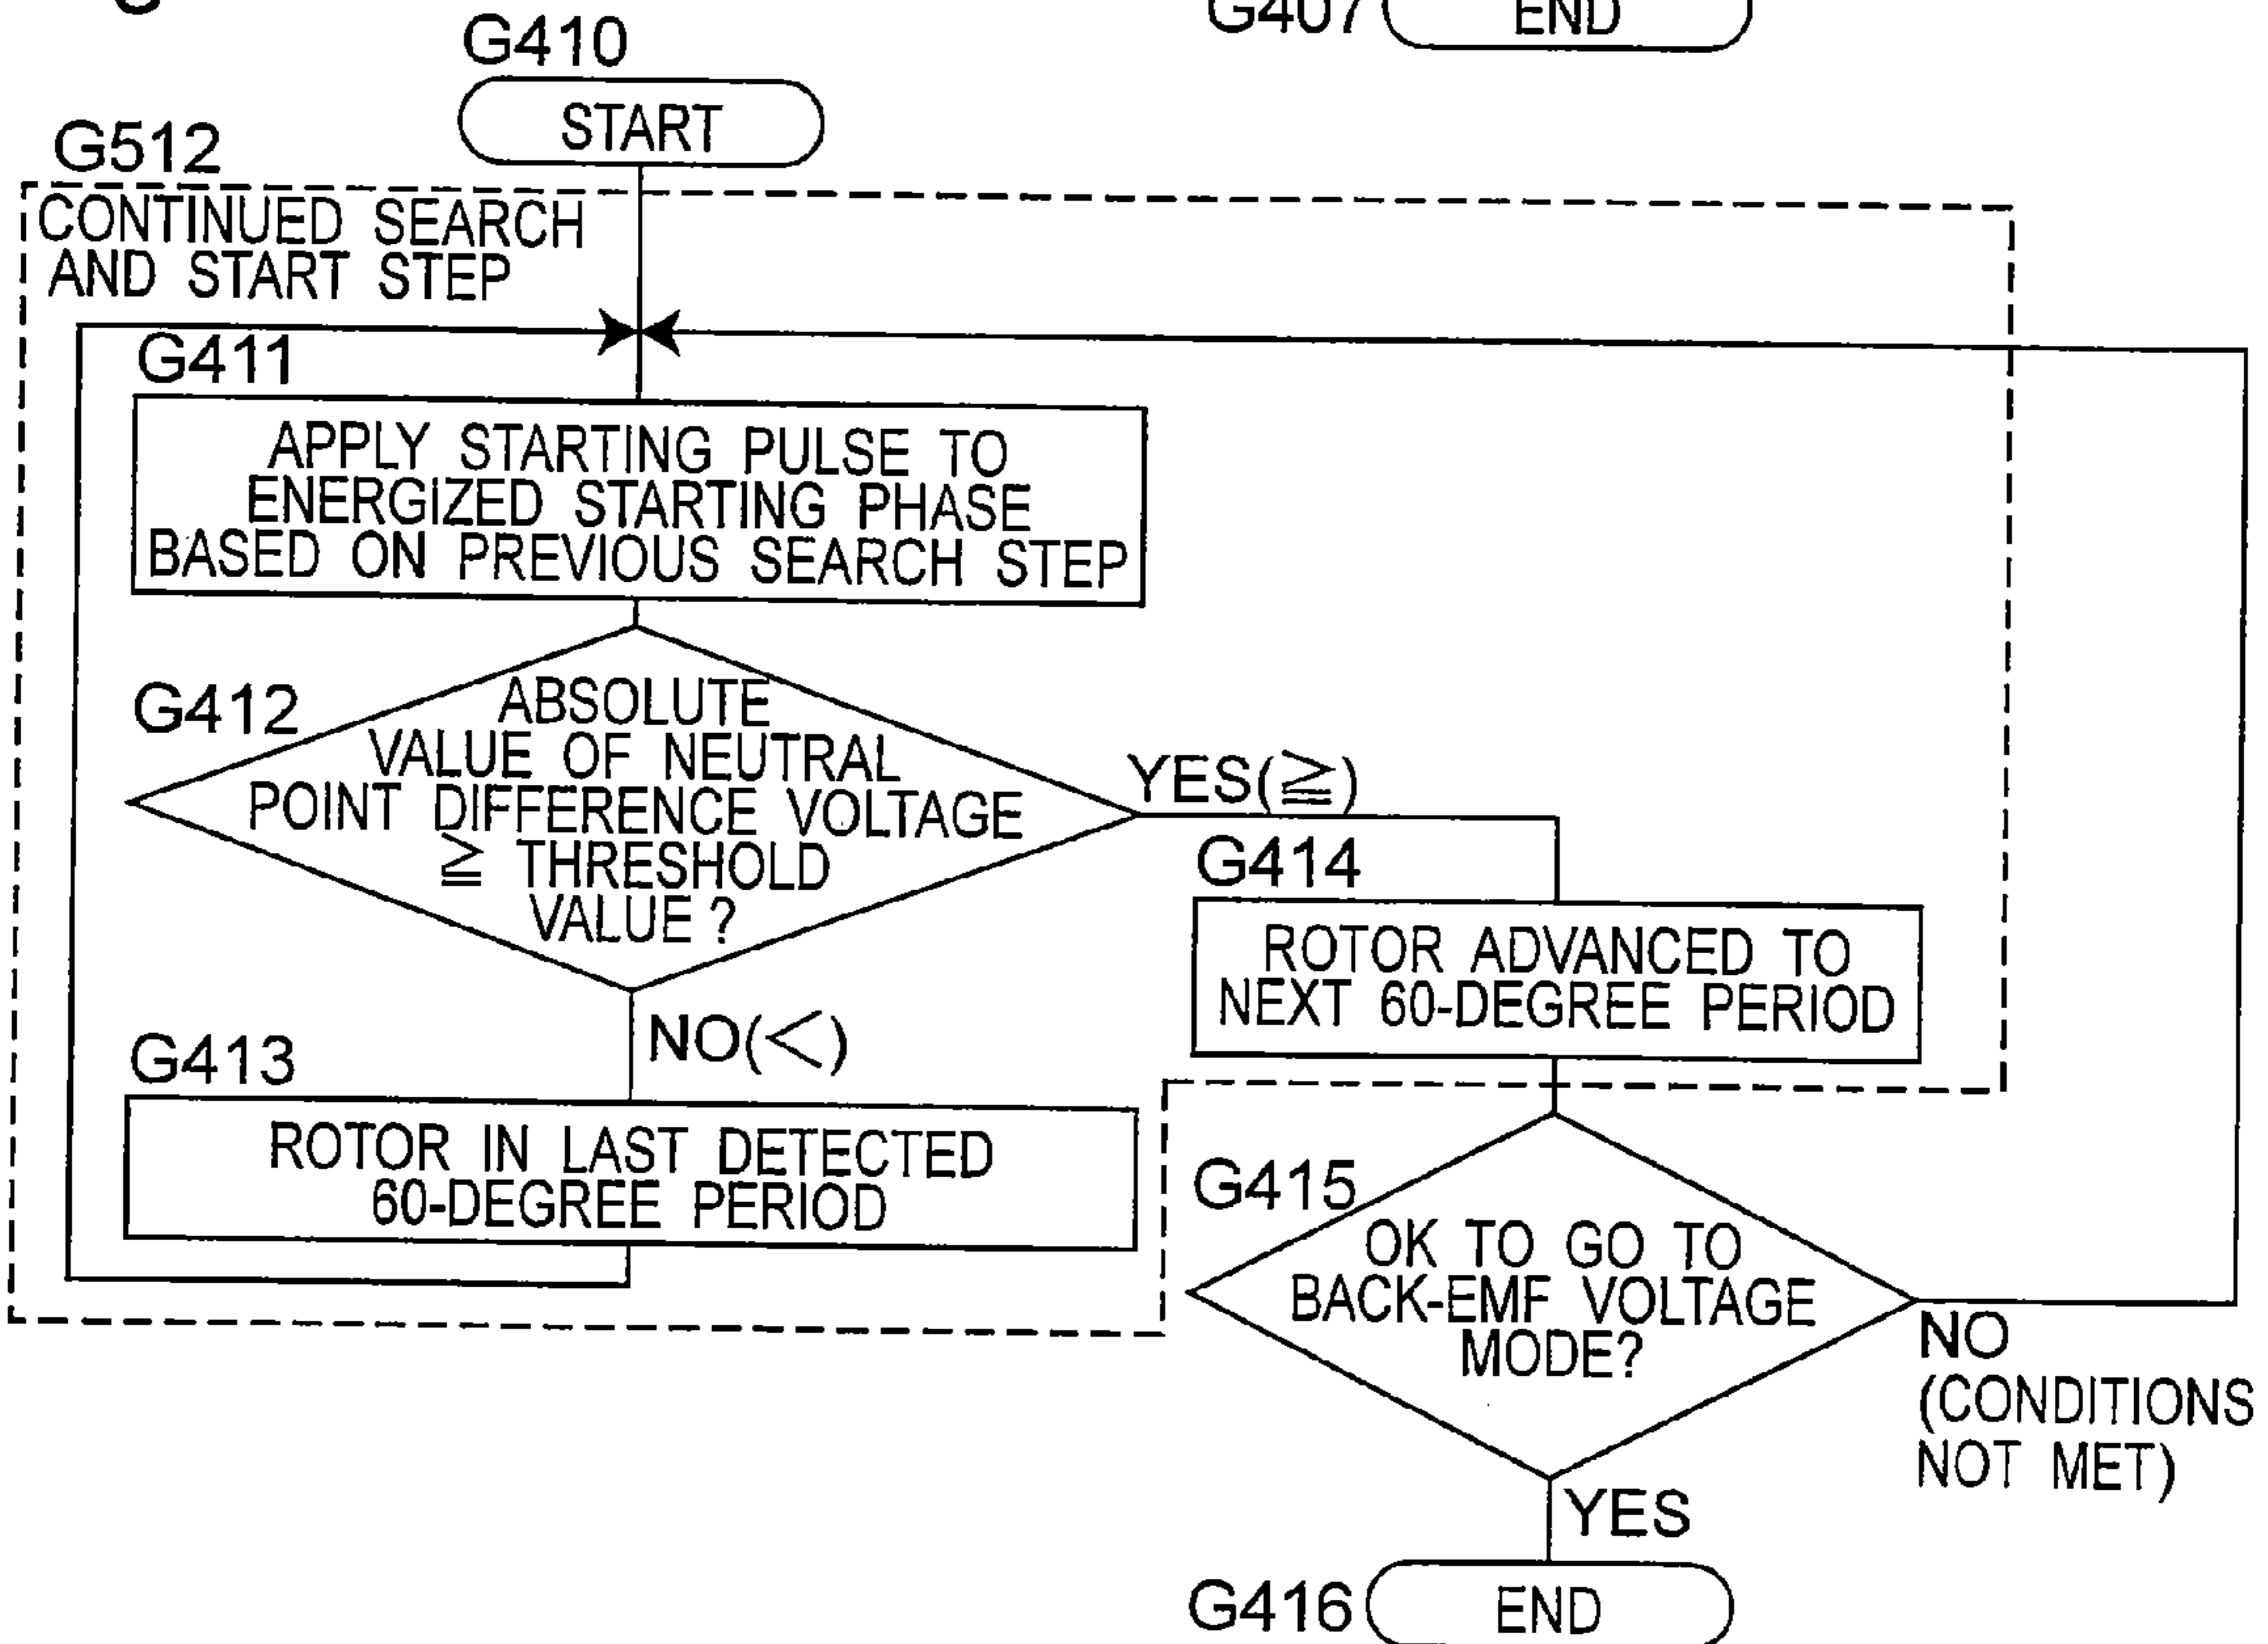 G407
END
G410
START
G512
CONTINUED SEARCH
AND START STEP
G411
APPLY STARTING PULSE TO
ENERGIZED STARTING PHASE
BASED ON PREVIOUS SEARCH STEP
G412
ABSOLUTE
VALUE OF NEUTRAL
POINT DIFFERENCE VOLTAGE
≧ THRESHOLD
VALUE?
YES(≧)
G414
ROTOR ADVANCED TO
NEXT 60-DEGREE PERIOD
NO(<)
G413
ROTOR IN LAST DETECTED
60-DEGREE PERIOD
G415
OK TO GO TO
BACK-EMF VOLTAGE
MODE?
NO
(CONDITIONS
NOT MET)
YES
G416
END